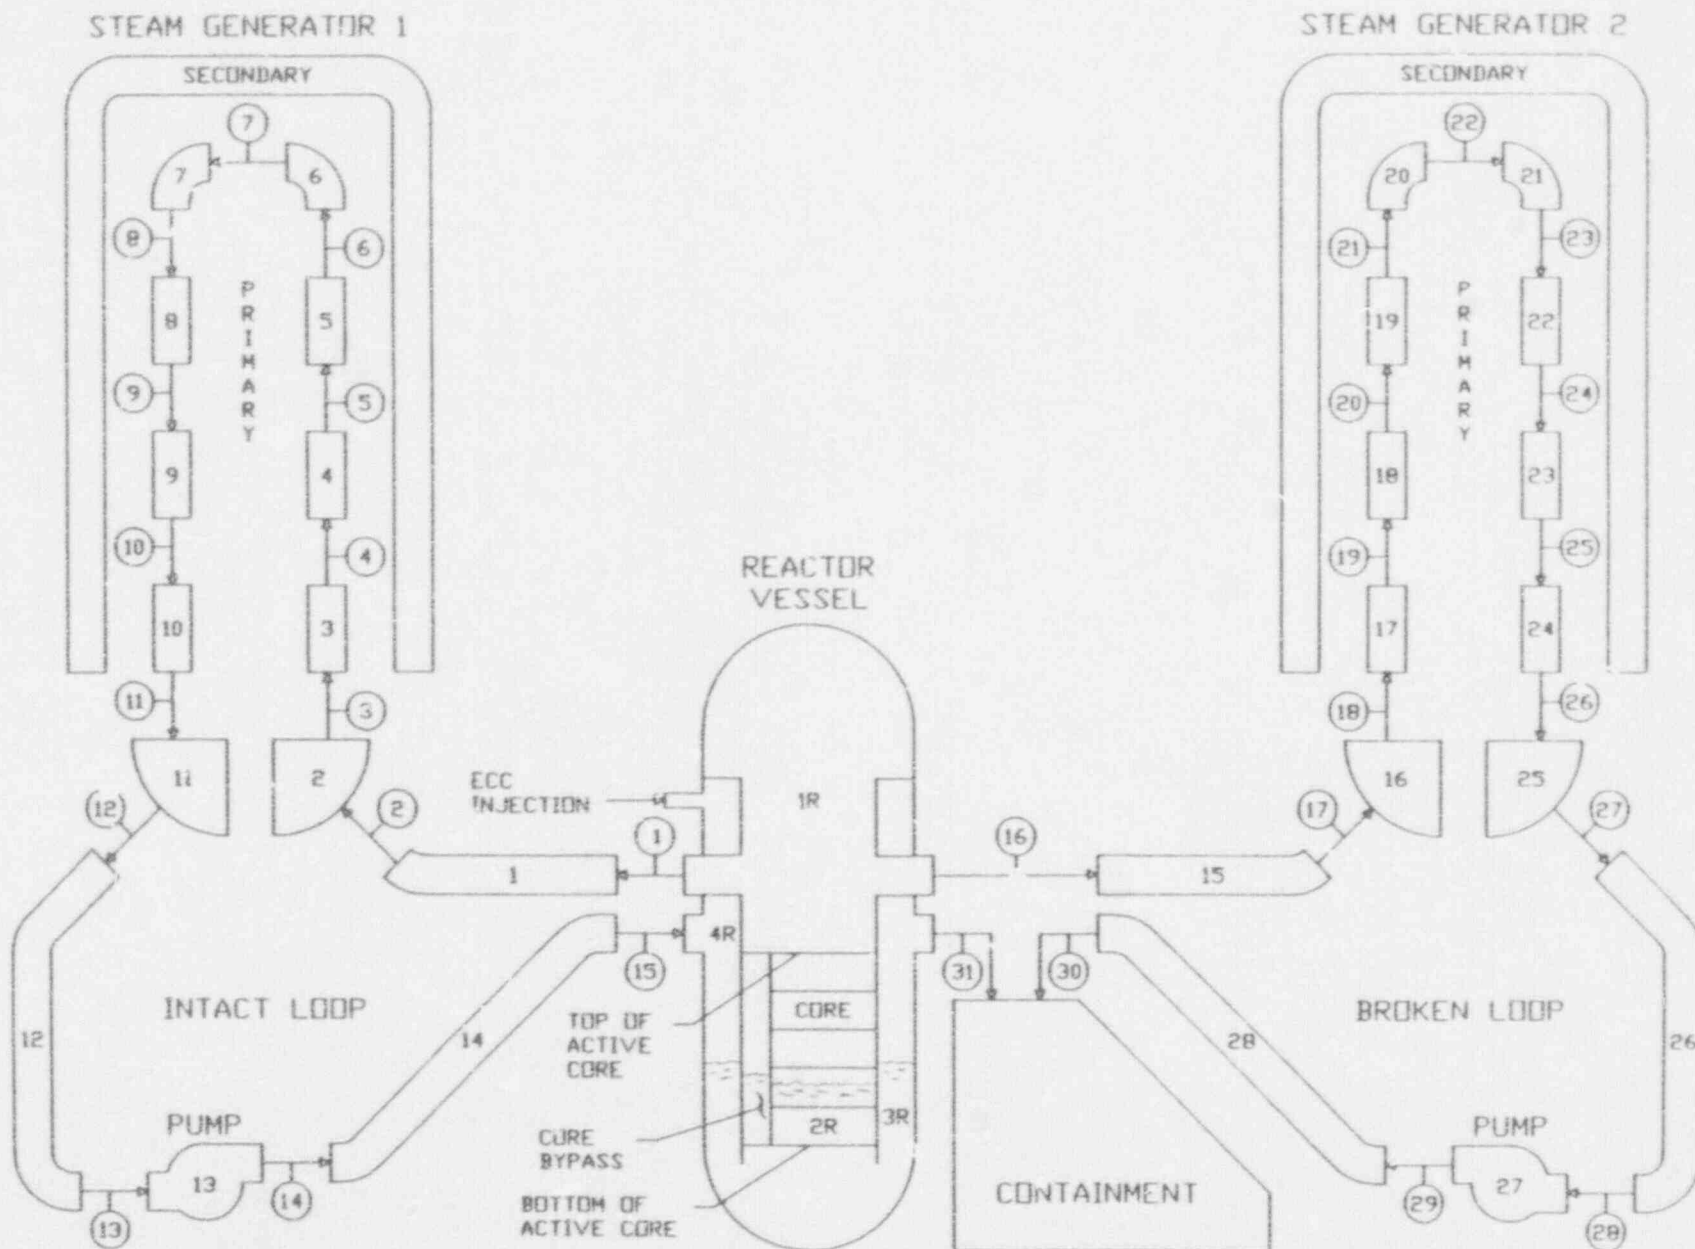 STEAM GENERATOR 1
STEAM GENERATOR 2
SECONDARY
SECONDARY
7
22
7
6
20
21
8
6
21
23
PRIMARY
PRIMARY
8
5
19
22
9
5
20
24
9
4
18
23
10
4
19
25
REACTOR
VESSEL
10
3
17
24
11
3
18
26
11
2
16
25
ECC
INJECTION
1R
12
2
1
16
17
27
1
15
4R
15
31
30
INTACT LOOP
BROKEN LOOP
CORE
TOP OF
ACTIVE
CORE
12
14
28
26
PUMP
PUMP
CORE
BYPASS
2R
3R
13
14
13
27
29
28
BOTTOM OF
ACTIVE CORE
CONTAINMENT